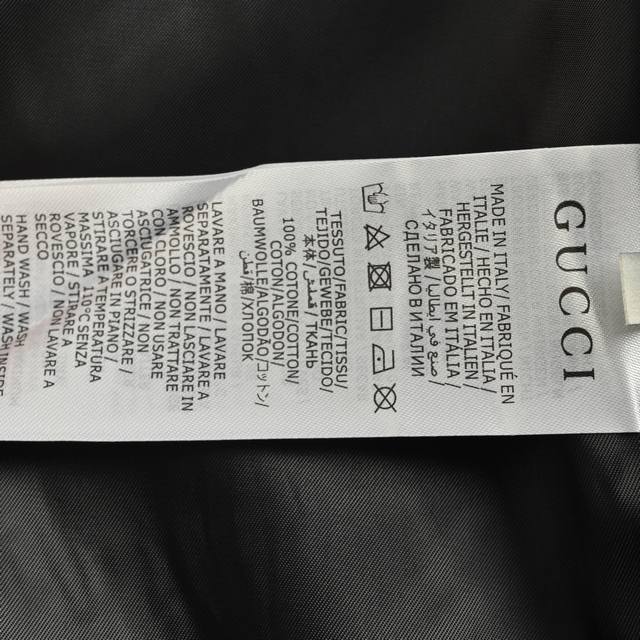 GUCCI
MADE IN ITALY/ FABRIQUÉ EN
ITALIE / HECHO EN ITALIA /
HERGESTELLT IN ITALIEN/
FABRICADO EM ITALIA /
イタリア製 / صنع في إيطاليا /
СДЕЛАНО В ИТАЛИИ
TESSUTO/FABRIC/TISSU/
TEJIDO/GEWEBE/TECIDO/
本体/ قماش / ТКАНЬ
100% COTONE/COTTON/
COTON/ALGODON/
BAUMWOLLE/ALGODÃO/コットン/
棉/قطن/ХЛОПОК
LAVARE A MANO / LAVARE
SEPARATAMENTE / LAVARE A
ROVESCIO / NON LASCIARE IN
AMMOLLO / NON TRATTARE
CON CLORO / NON USARE
ASCIUGATRICE / NON
TORCERE O STRIZZARE /
ASCIUGARE IN PIANO /
STIRARE A TEMPERATURA
MASSIMA 110°C SENZA
VAPORE / STIRARE A
ROVESCIO / NON LAVARE A
SECCO
HAND WASH / WASH
SEPARATELY / WASH INSIDE